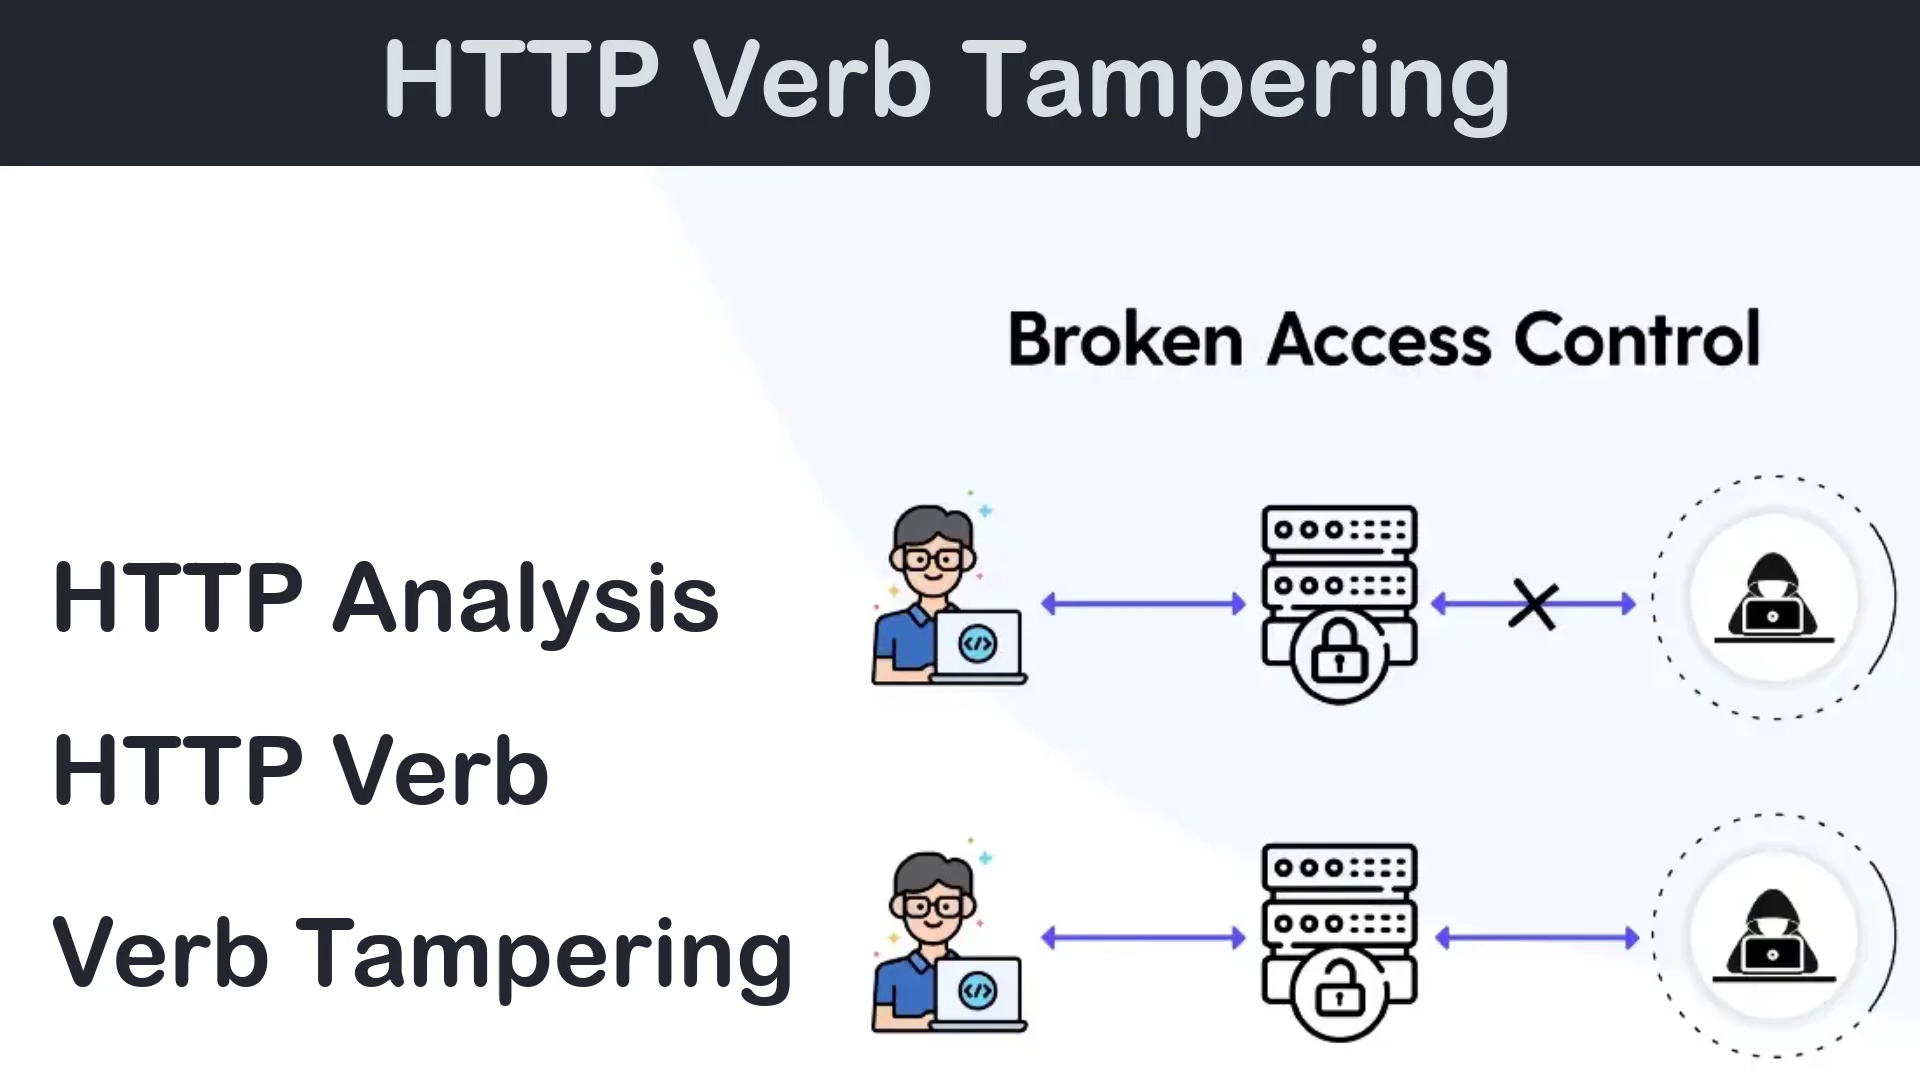 HTTP Verb Tampering
Broken Access Control
HTTP Analysis
HTTP Verb
Verb Tampering
</>
</>